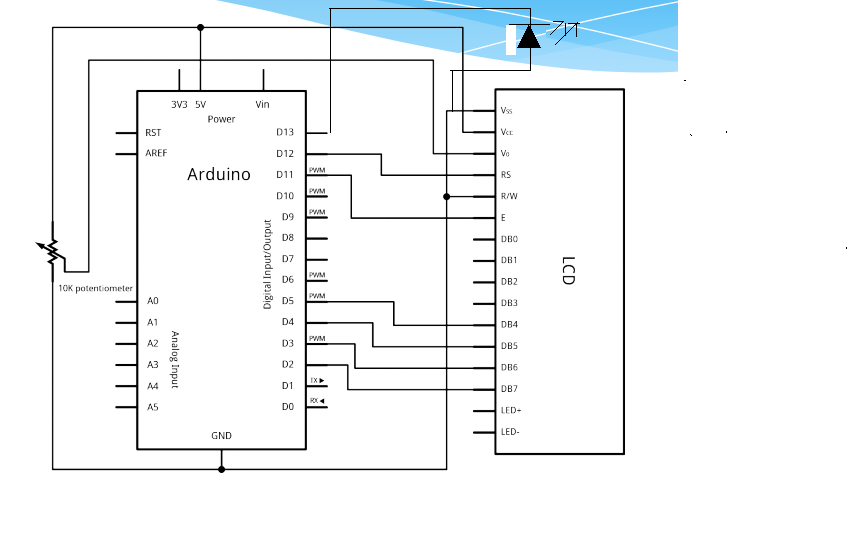 3V3 5V Vin
Power
RST
AREF
Arduino
10K potentiometer
A0
A1
A2
A3
A4
A5
Analog Input
GND
D13
D12
D11 PWM
D10 PWM
D9 PWM
D8
D7
D6 PWM
D5 PWM
D4
D3 PWM
D2
D1 TX ▶
D0 RX ◀
Digital Input/Output
Vss
Vcc
V0
RS
R/W
E
DB0
DB1
DB2
DB3
DB4
DB5
DB6
DB7
LED+
LED-
LCD